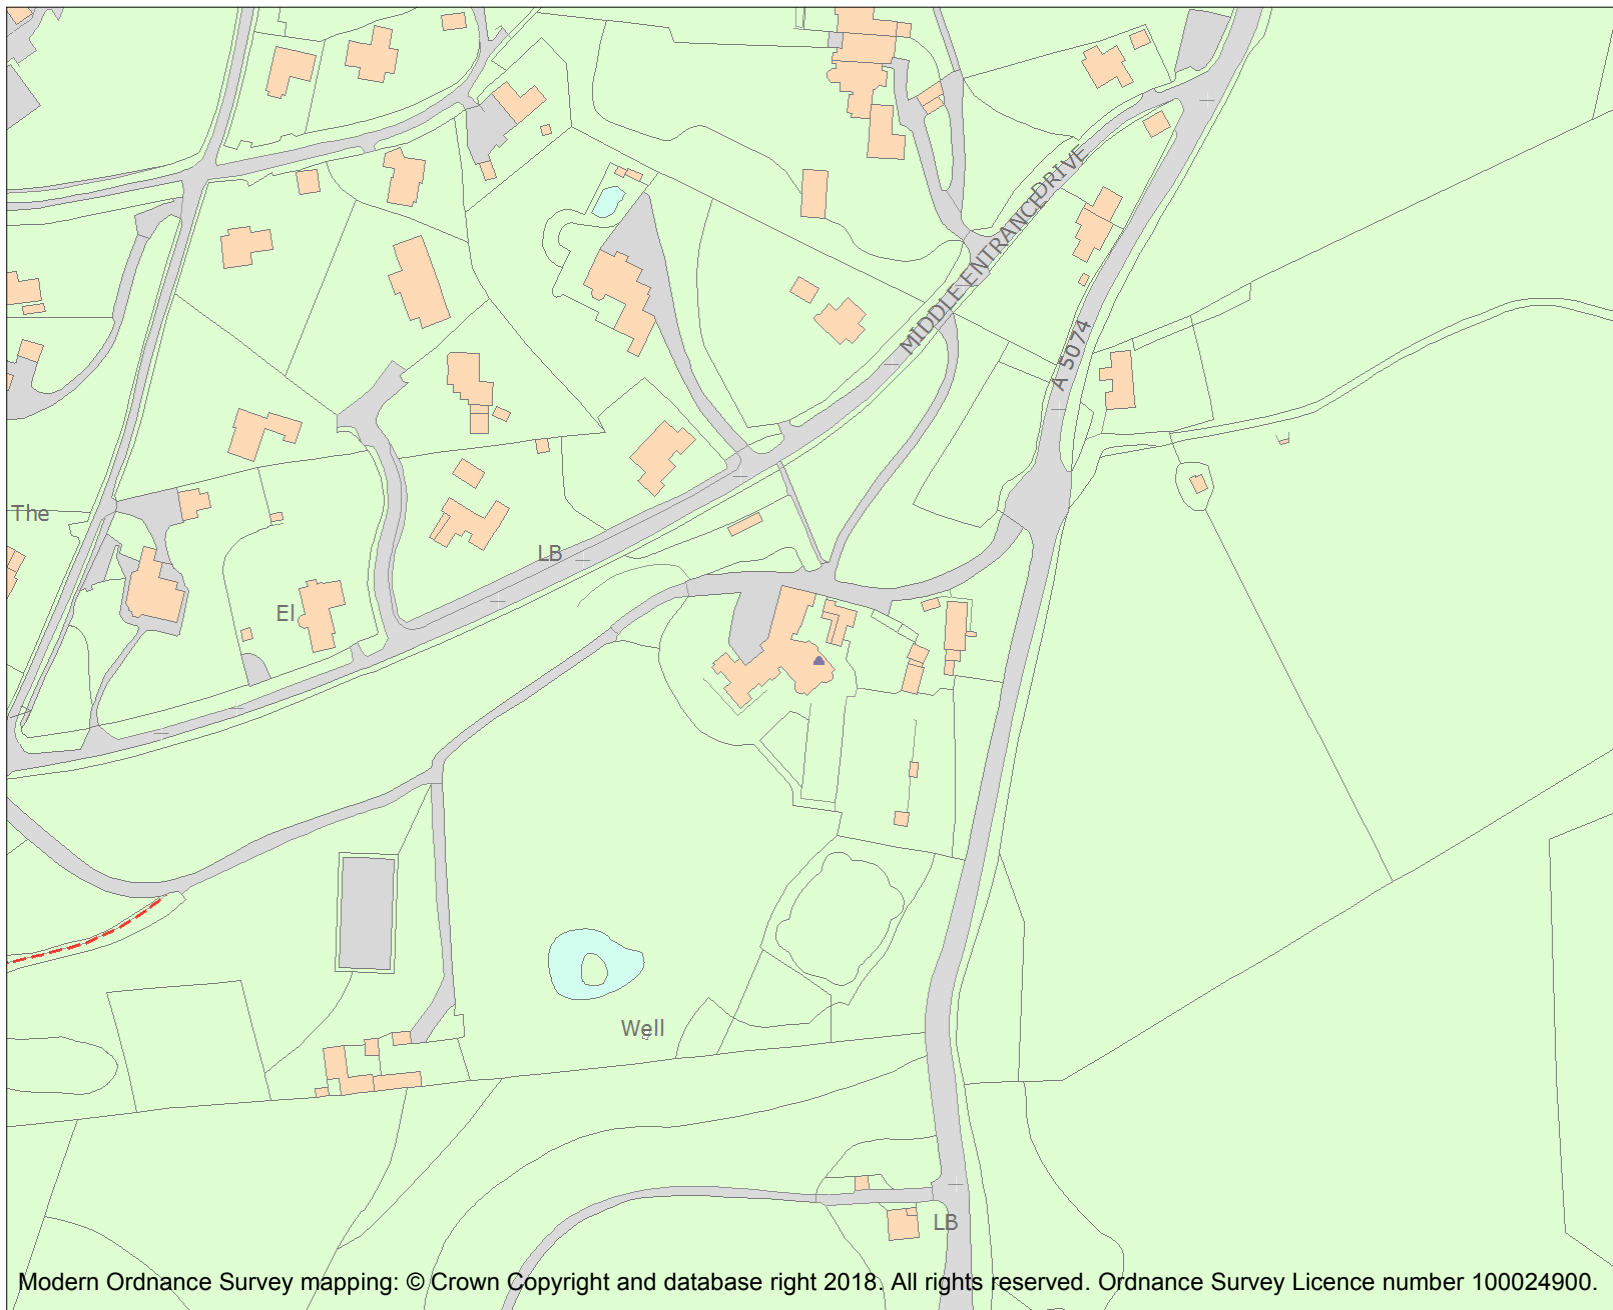 MIDDLE ENTRANCE DRIVE
A 5074
The
LB
El
Well
LB
Modern Ordnance Survey mapping: © Crown Copyright and database right 2018. All rights reserved. Ordnance Survey Licence number 100024900.